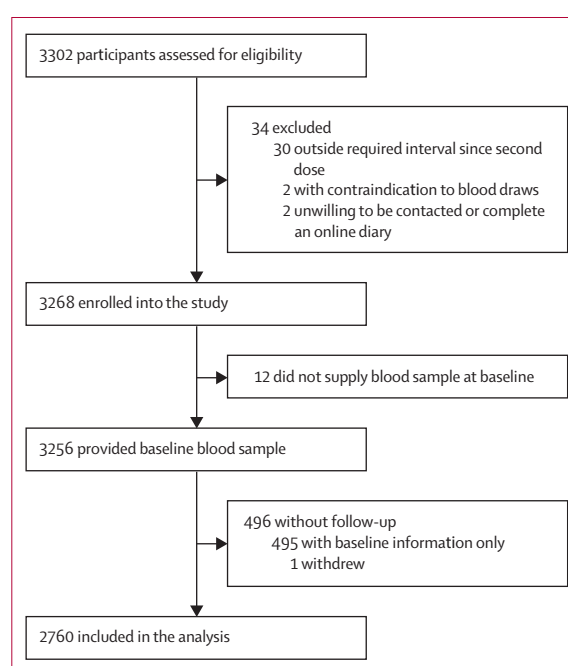 3302 participants assessed for eligibility
34 excluded
30 outside required interval since second
dose
2 with contraindication to blood draws
2 unwilling to be contacted or complete
an online diary
3268 enrolled into the study
12 did not supply blood sample at baseline
3256 provided baseline blood sample
496 without follow-up
495 with baseline information only
1 withdrew
2760 included in the analysis